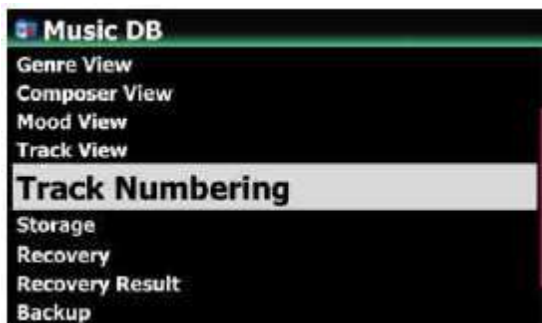 Music DB
Genre View
Composer View
Mood View
Track View
Track Numbering
Storage
Recovery
Recovery Result
Backup